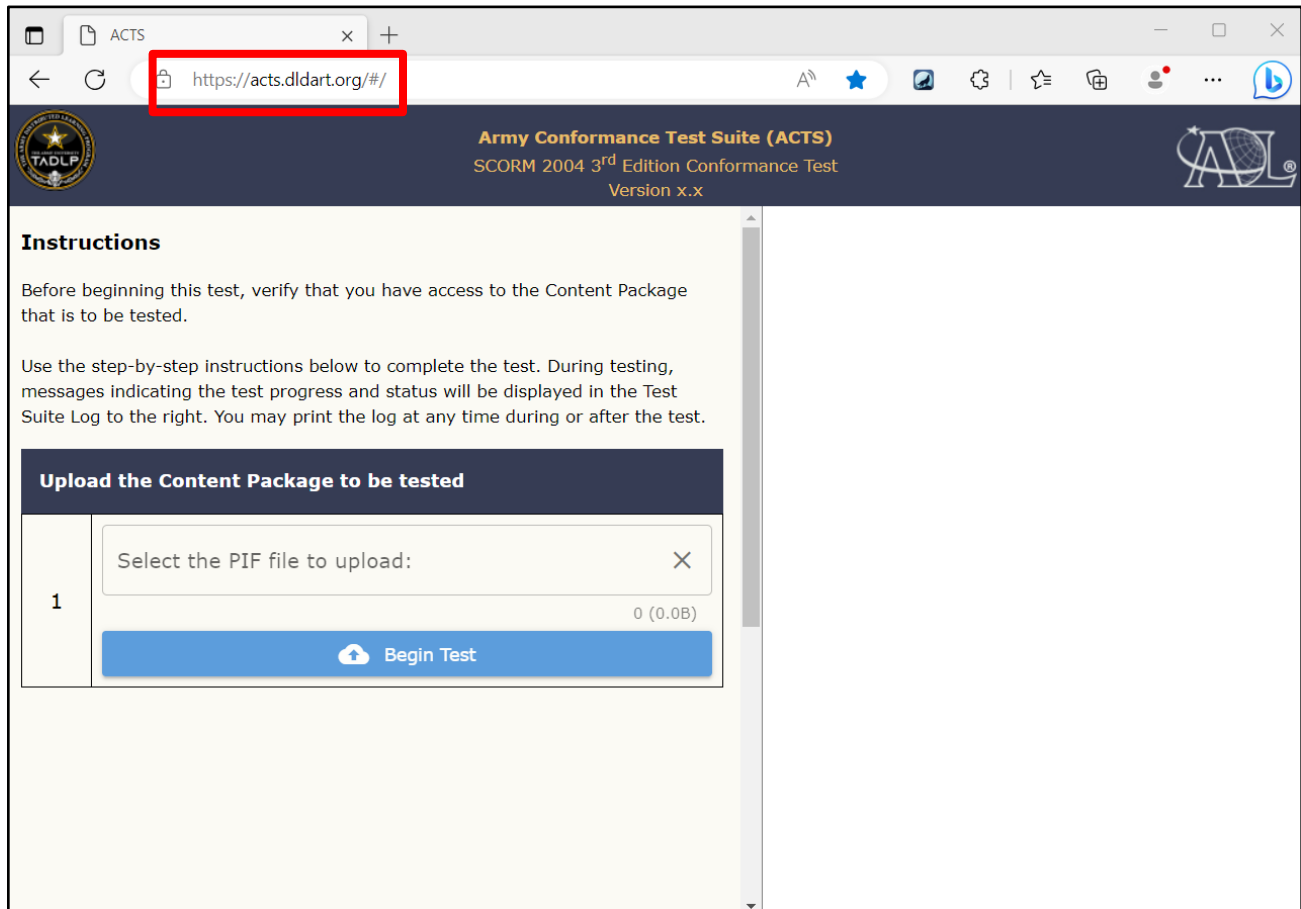 ACTS
https://acts.dldart.org/#/
Army Conformance Test Suite (ACTS)
SCORM 2004 3rd Edition Conformance Test
Version x.x
TADLP
ADL®
Instructions
Before beginning this test, verify that you have access to the Content Package
that is to be tested.
Use the step-by-step instructions below to complete the test. During testing,
messages indicating the test progress and status will be displayed in the Test
Suite Log to the right. You may print the log at any time during or after the test.
Upload the Content Package to be tested
1
Select the PIF file to upload:
0 (0.0B)
Begin Test